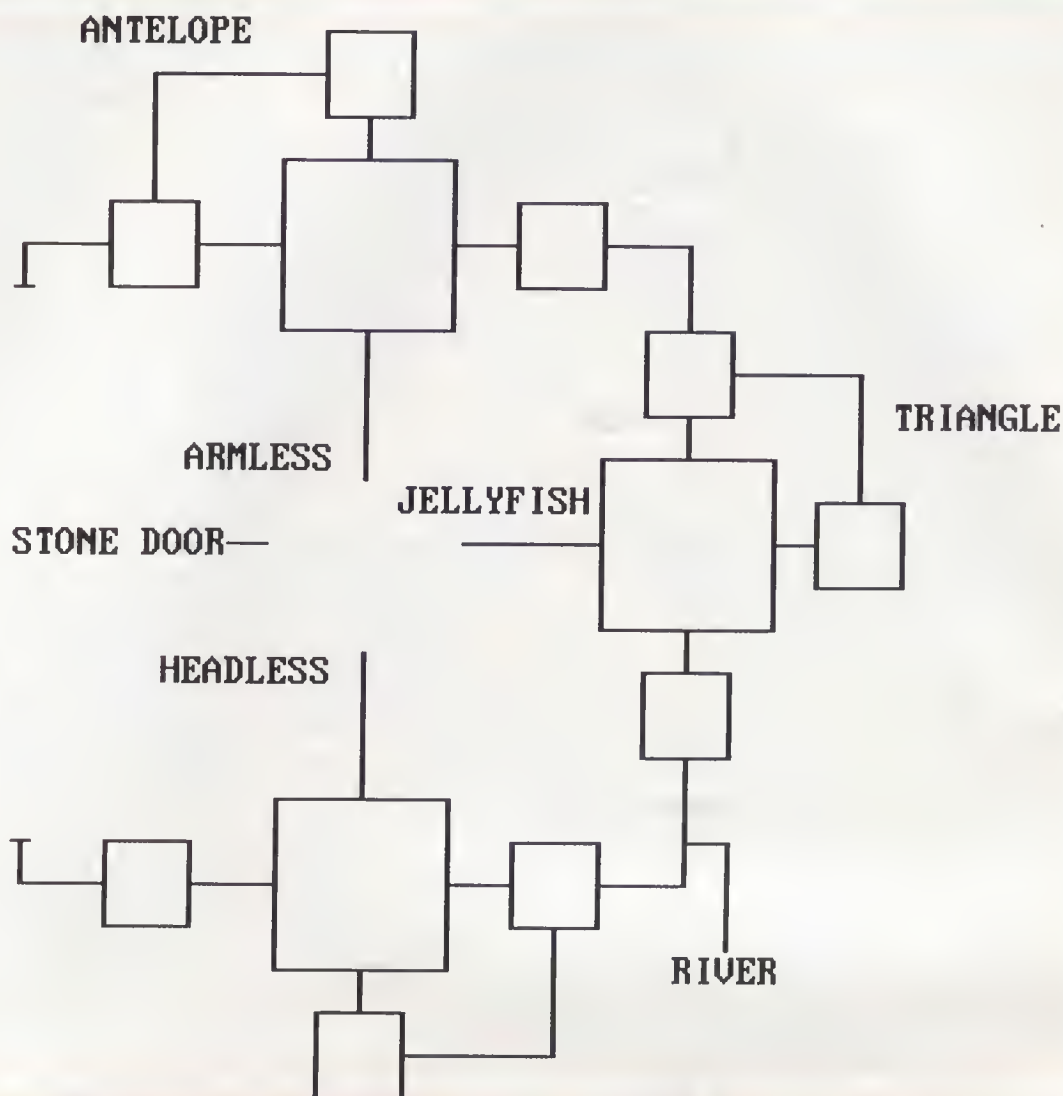 ANTELOPE
TRIANGLE
ARMLESS
JELLYFISH
STONE DOOR
HEADLESS
RIVER